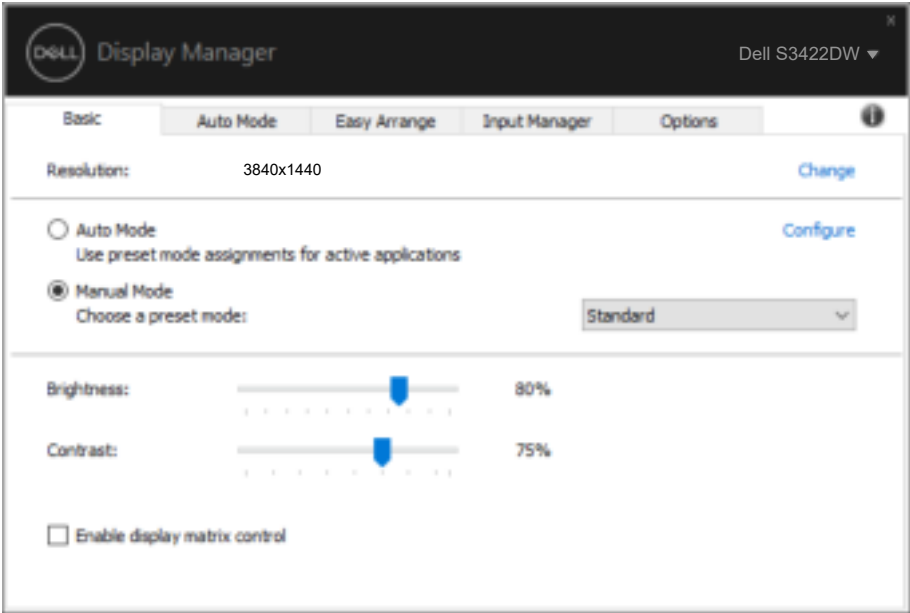 x
DELL Display Manager
Dell S3422DW
Basic Auto Mode Easy Arrange Input Manager Options
Resolution: 3840x1440 Change
Auto Mode Configure
Use preset mode assignments for active applications
Manual Mode
Choose a preset mode: Standard
Brightness: 80%
Contrast: 75%
Enable display matrix control